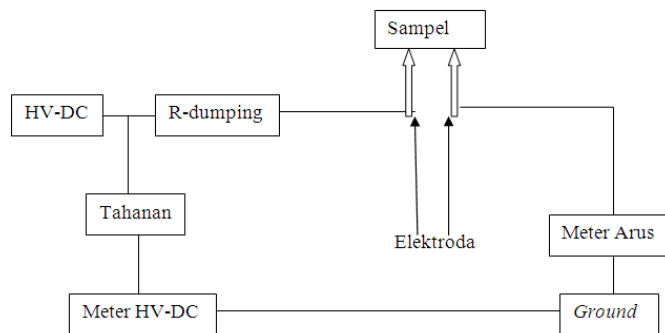 Sampel
HV-DC
R-dumping
Tahanan
Elektroda
Meter Arus
Meter HV-DC
Ground